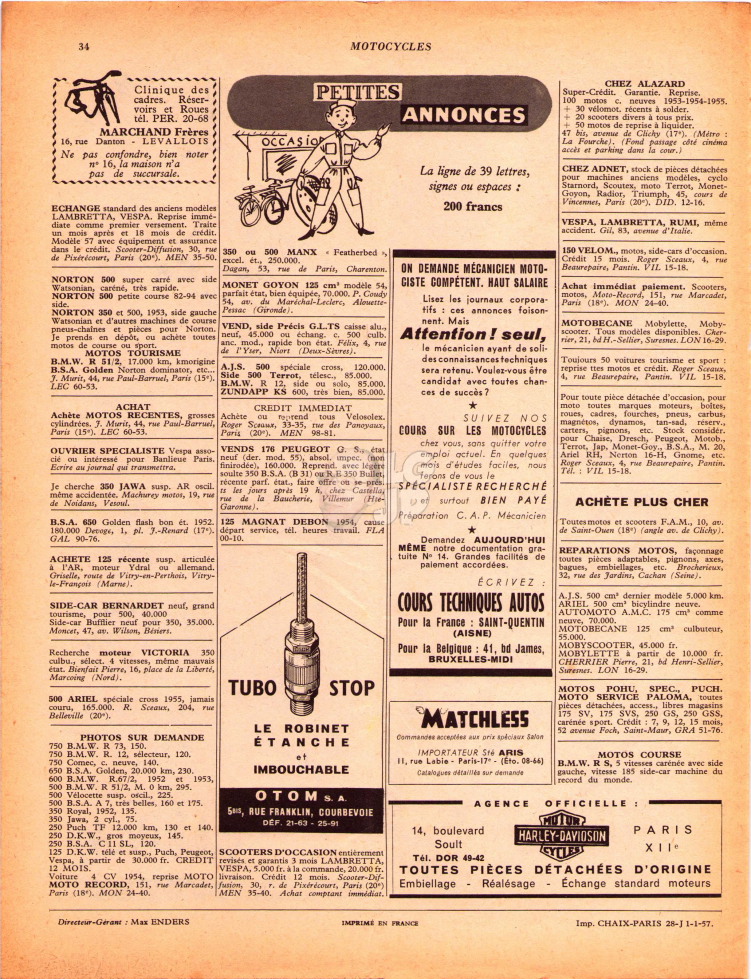 34
MOTOCYCLES
Clinique des
cadres. Réser-
voirs et Roues
tél. PER. 20-68
MARCHAND Frères
16, rue Danton - LEVALLOIS
Ne pas confondre, bien noter
n° 16, la maison n'a
pas de succursale.
ECHANGE standard des anciens modèles
LAMBRETTA, VESPA. Reprise immé-
diate comme premier versement. Traite
un mois après et 18 mois de crédit.
Modèle 57 avec équipement et assurance
dans le crédit. Scooter-Diffusion, 30, rue
de Pixérécourt, Paris (20e). MEN 35-50.
NORTON 500 super carré avec side
Watsonian, caréné, très rapide.
NORTON 500 petite course 82-94 avec
side.
NORTON 350 et 500, 1953, side gauche
Watsonian et d'autres machines de course
pneus-chaînes et pièces pour Norton.
Je prends en dépôt, ou achète toutes
motos de course ou sport.
MOTOS TOURISME
B.M.W. R 51/2, 17.000 km, kmorigine
B.S.A. Golden Norton dominator, etc...
J. Murit, 44, rue Paul-Barruel, Paris (15e).
LEC 60-53.
ACHAT
Achète MOTOS RECENTES, grosses
cylindrées. J. Murit, 44, rue Paul-Barruel,
Paris (15e). LEC 60-53.
OUVRIER SPECIALISTE Vespa asso-
cié ou intéressé pour Banlieue Paris.
Ecrire au journal qui transmettra.
Je cherche 350 JAWA susp. AR oscil.
même accidentée. Machurey motos, 19, rue
de Noidans, Vesoul.
B.S.A. 650 Golden flash bon ét. 1952.
180.000 Devoge, 1, pl. J.-Renard (17e).
GAL 90-76.
ACHETE 125 récente susp. articulée
à l'AR, moteur Ydral ou allemand.
Griselle, route de Vitry-en-Perthois, Vitry-
le-François (Marne).
SIDE-CAR BERNARDET neuf, grand
tourisme, pour 500, 40.000
Side-car Bufflier neuf pour 350, 35.000.
Moncet, 47, av. Wilson, Bésiers.
Recherche moteur VICTORIA 350
culbu., sélect. 4 vitesses, même mauvais
état. Bienfait Pierre, 16, place de la Liberté,
Marcoing (Nord).
500 ARIEL spéciale cross 1955, jamais
couru, 165.000. R. Sceaux, 204, rue
Belleville (20e).
PHOTOS SUR DEMANDE
750 B.M.W. R 73, 150.
750 B.M.W. R. 12, sélecteur, 120.
750 Comec, c. neuve, 140.
650 B.S.A. Golden, 20.000 km, 230.
600 B.M.W. R.67/2, 1952 et 1953,
500 B.M.W. R 51/2, M. 0 km, 295.
500 Vélocette susp. oscil., 225.
500 B.S.A. A 7, très belles, 160 et 175.
350 Royal, 1952, 135.
350 Jawa, 2 cyl., 75.
250 Puch TF 12.000 km, 130 et 140.
250 D.K.W., gros moyeux, 145.
250 B.S.A. C 11 SL, 120.
125 D.K.W. télé et susp., Puch, Peugeot,
Vespa, à partir de 30.000 fr. CREDIT
12 MOIS.
Voiture 4 CV 1954, reprise MOTO
MOTO RECORD, 151, rue Marcadet,
Paris (18e). MON 24-40.
PETITES
ANNONCES
OCCASION
La ligne de 39 lettres,
signes ou espaces :
200 francs
350 ou 500 MANX « Featherbed »,
excel. ét., 250.000.
Dagan, 53, rue de Paris, Charenton.
MONET GOYON 125 cm³ modèle 54,
parfait état, bien équipée, 70.000. P. Coudy
54, av. du Maréchal-Leclerc, Alouette-
Pessac (Gironde).
VEND, side Précis G.L.TS caisse alu.,
neuf, 45.000 ou échang. c. 500 culb.
anc. mod., rapide bon état. Félix, 4, rue
de l'Yser, Niort (Deux-Sèvres).
A.J.S. 500 spéciale cross, 120.000.
Side 500 Terrot, télesc., 85.000.
B.M.W. R 12, side ou solo, 85.000.
ZUNDAPP KS 600, très bien, 85.000.
CREDIT IMMEDIAT
Achète ou reprend tous Velosolex.
Roger Sceaux, 33-35, rue des Panoyaux,
Paris (20e). MEN 98-81.
VENDS 176 PEUGEOT G. S., état
neuf (der. mod. 55), absol. impec. (non
finirodée), 160.000. Reprend. avec légère
soulte 350 B.S.A. (B 31) ou R.E 350 Bullet,
récente parf. état., faire offre ou se prés.
ts les jours après 19 h. chez Castella,
rue de la Baucherie, Villemur (Hte-
Garonne).
125 MAGNAT DEBON 1954, cause
départ service, tél. heures travail. FLA
00-10.
TUBO STOP
LE ROBINET
ÉTANCHE
et
IMBOUCHABLE
OTOM S. A.
5BIS, RUE FRANKLIN, COURBEVOIE
DÉF. 21-63 - 25-91
SCOOTERS D'OCCASION entièrement
revisés et garantis 3 mois LAMBRETTA,
VESPA, 5.000 fr. à la commande, 20.000 fr.
livraison. Crédit 12 mois. Scooter-Dif-
fusion, 30, r. de Pixérécourt, Paris (20e)
MEN 35-40. Achat comptant immédiat.
ON DEMANDE MÉCANICIEN MOTO-
CISTE COMPÉTENT. HAUT SALAIRE
Lisez les journaux corpora-
tifs : ces annonces foison-
nent. Mais
Attention ! seul,
le mécanicien ayant de soli-
des connaissances techniques
sera retenu. Voulez-vous être
candidat avec toutes chan-
ces de succès ?
SUIVEZ NOS
COURS SUR LES MOTOCYCLES
chez vous, sans quitter votre
emploi actuel. En quelques
mois d'études faciles, nous
ferons de vous le
SPÉCIALISTE RECHERCHÉ
et surtout BIEN PAYÉ
Préparation C. A. P. Mécanicien
Demandez AUJOURD'HUI
MÊME notre documentation gra-
tuite N° 14. Grandes facilités de
paiement accordées.
ÉCRIVEZ :
COURS TECHNIQUES AUTOS
Pour la France : SAINT-QUENTIN
(AISNE)
Pour la Belgique : 41, bd James,
BRUXELLES-MIDI
MATCHLESS
Commandes acceptées aux prix spéciaux Salon
IMPORTATEUR Sté ARIS
11, rue Labie - Paris-17e - (Éto. 08-66)
Catalogues détaillés sur demande
CHEZ ALAZARD
Super-Crédit. Garantie. Reprise.
100 motos c. neuves 1953-1954-1955.
+ 30 vélomot. récents à solder.
+ 20 scooters divers à tous prix.
+ 50 motos de reprise à liquider.
47 bis, avenue de Clichy (17e). (Métro :
La Fourche). (Fond passage côté cinéma
accès et parking dans la cour.)
CHEZ ADNET, stock de pièces détachées
pour machines anciens modèles, cyclo
Starnord, Scoutex, moto Terrot, Monet-
Goyon, Radior, Triumph, 45, cours de
Vincennes, Paris (20e). DID. 12-16.
VESPA, LAMBRETTA, RUMI, même
accident. Gil, 83, avenue d'Italie.
150 VELOM., motos, side-cars d'occasion.
Crédit 15 mois. Roger Sceaux, 4, rue
Beaurepaire, Pantin. VIL 15-18.
Achat immédiat paiement. Scooters,
motos, Moto-Record, 151, rue Marcadet,
Paris (18e). MON 24-40.
MOTOBECANE Mobylette, Moby-
scooter. Tous modèles disponibles. Cher-
rier, 21, bd H.-Sellier, Suresnes. LON 16-29.
Toujours 50 voitures tourisme et sport :
reprise ttes motos et crédit. Roger Sceaux,
4, rue Beaurepaire, Pantin. VIL 15-18.
Pour toute pièce détachée d'occasion, pour
moto toutes marques moteurs, boîtes,
roues, cadres, fourches, pneus, carbus,
magnétos, dynamos, tan-sad, réserv.,
carters, pignons, etc. Stock considér.
pour Chaise, Dresch, Peugeot, Motob.,
Terrot, Jap, Monet-Goy., B.S.A., M. 20,
Ariel RH, Norton 16-H, Gnome, etc.
Roger Sceaux, 4, rue Beaurepaire, Pantin.
Tél. : VIL 15-18.
ACHÈTE PLUS CHER
Toutes motos et scooters F.A.M., 10, av.
de Saint-Ouen (18e) (angle av. de Clichy).
REPARATIONS MOTOS, façonnage
toutes pièces adaptables, pignons, axes,
bagues, embiellages, etc. Brocherieux,
32, rue des Jardins, Cachan (Seine).
A.J.S. 500 cm³ dernier modèle 5.000 km.
ARIEL 500 cm³ bicylindre neuve.
AUTOMOTO A.M.C. 175 cm³ comme
neuve, 70.000.
MOTOBECANE 125 cm³ culbuteur,
55.000.
MOBYSCOOTER, 45.000 fr.
MOBYLETTE à partir de 10.000 fr.
CHERRIER Pierre, 21, bd Henri-Sellier,
Suresnes. LON 16-29.
MOTOS POHU, SPEC., PUCH.
MOTO SERVICE PALOMA, toutes
pièces détachées, access., libres magasins
175 SV, 175 SVS, 250 GS, 250 GSS,
carénée sport. Crédit : 7, 9, 12, 15 mois,
52 avenue Foch, Saint-Maur, GRA 51-76.
MOTOS COURSE
B.M.W. R S, 5 vitesses carénée avec side
gauche, vitesse 185 side-car machine du
record du monde.
AGENCE OFFICIELLE :
14, boulevard
Soult
Tél. DOR 49-42
MOTOR
HARLEY-DAVIDSON
CYCLES
PARIS
XIIe
TOUTES PIÈCES DÉTACHÉES D'ORIGINE
Embiellage - Réalésage - Échange standard moteurs
Directeur-Gérant : Max ENDERS
IMPRIMÉ EN FRANCE
Imp. CHAIX-PARIS 28-J 1-1-57.